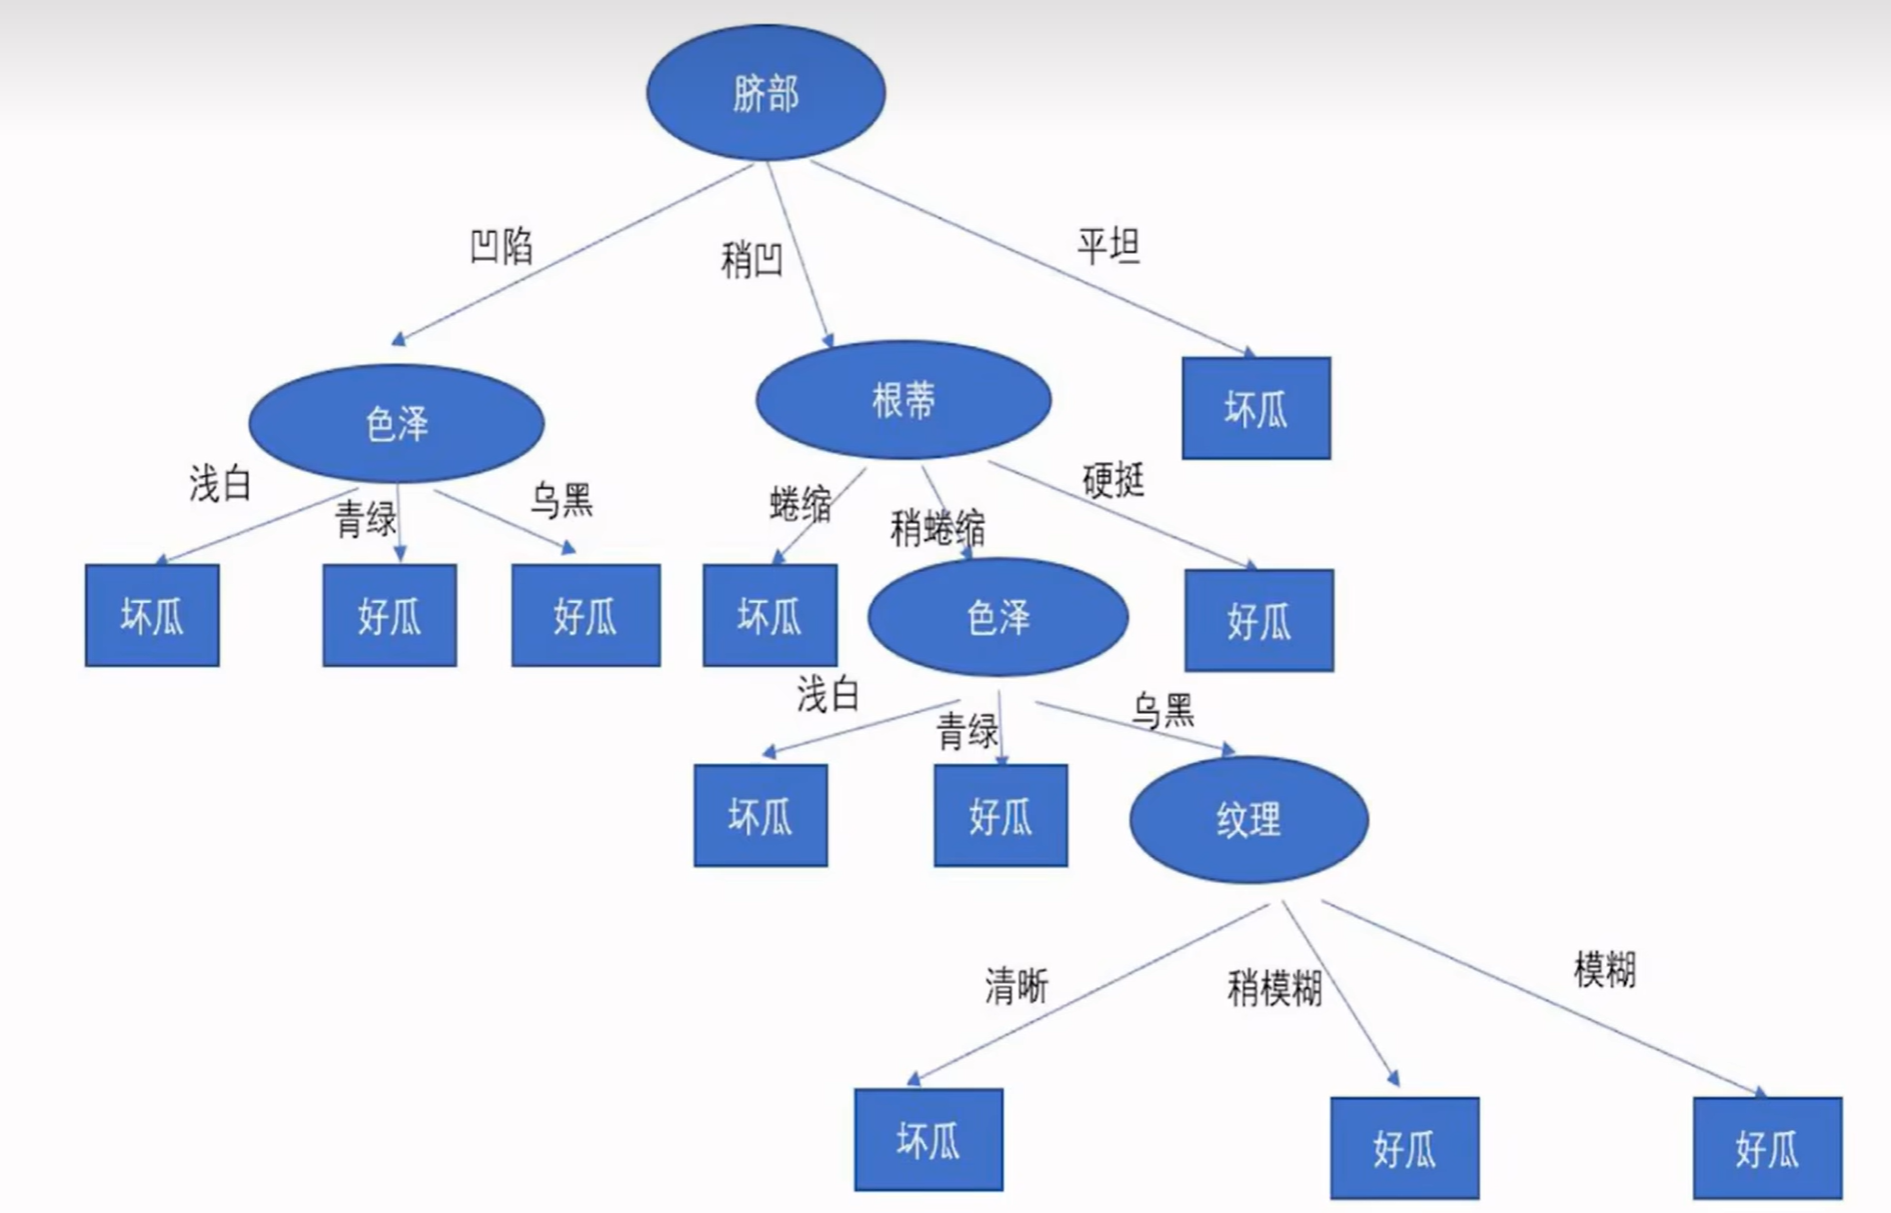 脐部
凹陷
稍凹
平坦
色泽
根蒂
坏瓜
浅白
青绿
乌黑
蜷缩
稍蜷缩
硬挺
坏瓜
好瓜
好瓜
坏瓜
色泽
好瓜
浅白
青绿
乌黑
坏瓜
好瓜
纹理
清晰
稍模糊
模糊
坏瓜
好瓜
好瓜